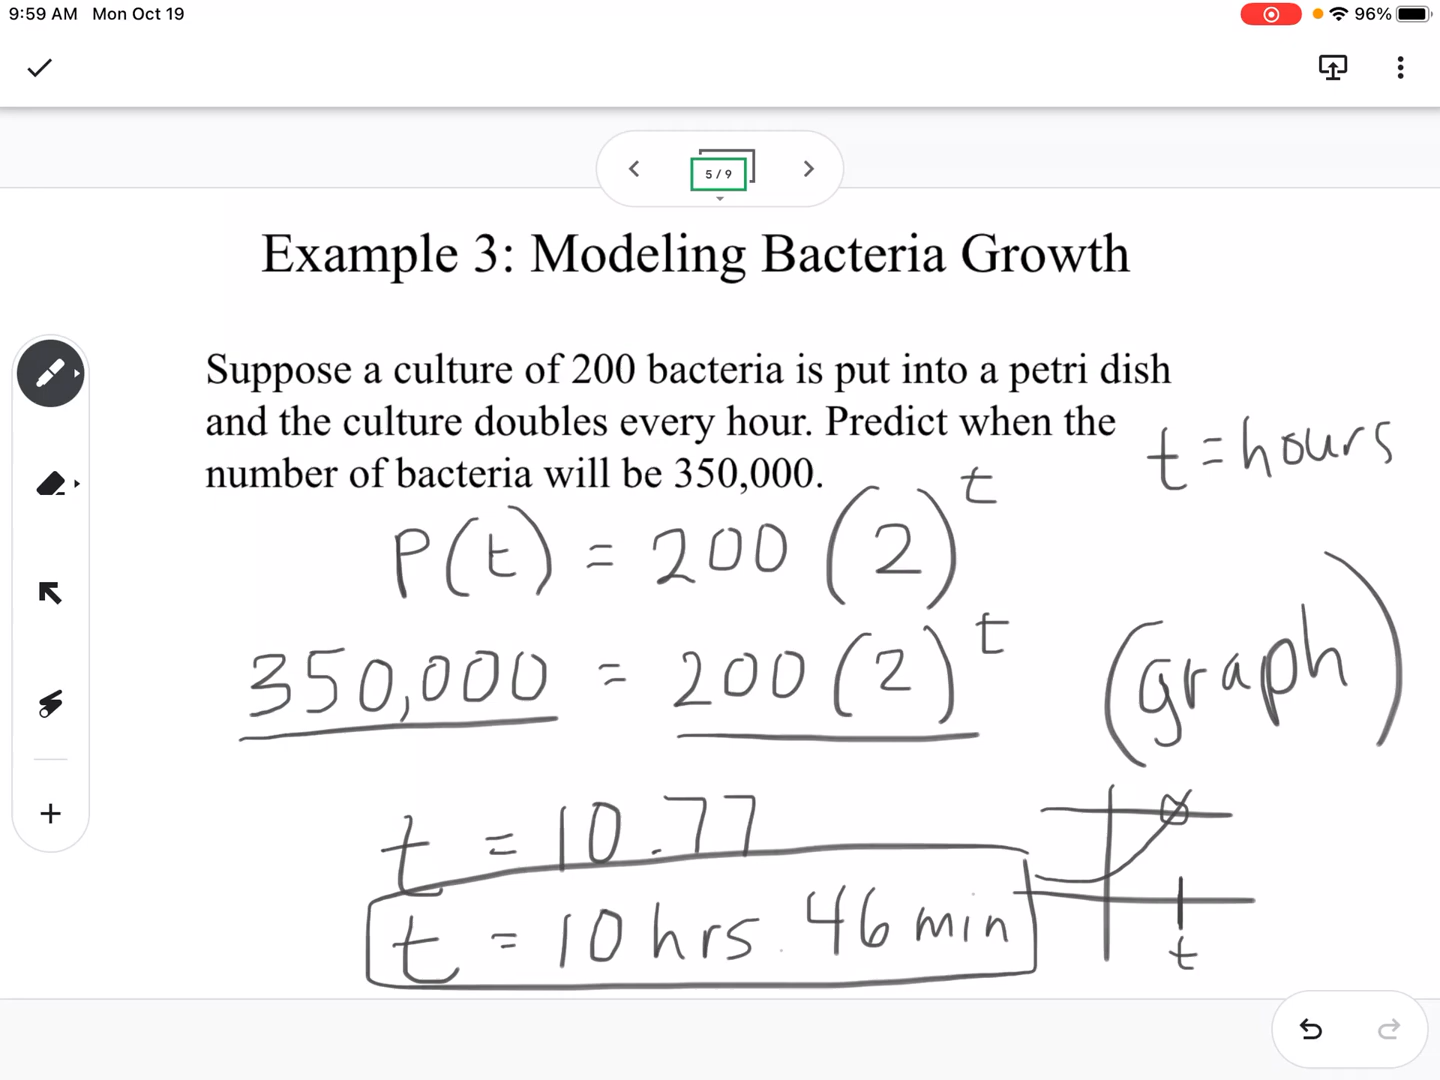 9:59 AM Mon Oct 19 96%
5 / 9
Example 3: Modeling Bacteria Growth
Suppose a culture of 200 bacteria is put into a petri dish
and the culture doubles every hour. Predict when the
number of bacteria will be 350,000.
t = hours
P(t) = 200 (2)^t
350,000 = 200 (2)^t
(graph)
t = 10.77
t = 10 hrs. 46 min
t